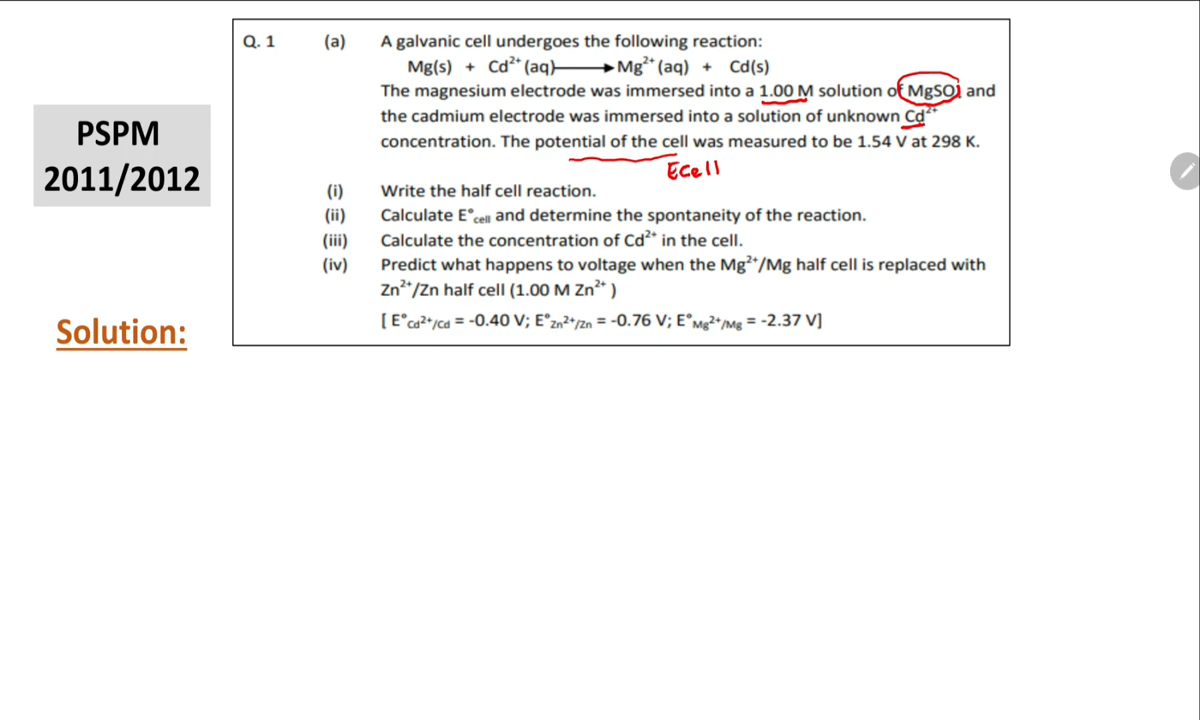 PSPM
2011/2012
Solution:
Q. 1 (a) A galvanic cell undergoes the following reaction:
Mg(s) + Cd²⁺ (aq) → Mg²⁺ (aq) + Cd(s)
The magnesium electrode was immersed into a 1.00 M solution of MgSO₄ and
the cadmium electrode was immersed into a solution of unknown Cd²⁺
concentration. The potential of the cell was measured to be 1.54 V at 298 K.
Ecell
(i) Write the half cell reaction.
(ii) Calculate E°cell and determine the spontaneity of the reaction.
(iii) Calculate the concentration of Cd²⁺ in the cell.
(iv) Predict what happens to voltage when the Mg²⁺/Mg half cell is replaced with
Zn²⁺/Zn half cell (1.00 M Zn²⁺ )
[ E°Cd²⁺/Cd = -0.40 V; E°Zn²⁺/Zn = -0.76 V; E°Mg²⁺/Mg = -2.37 V]